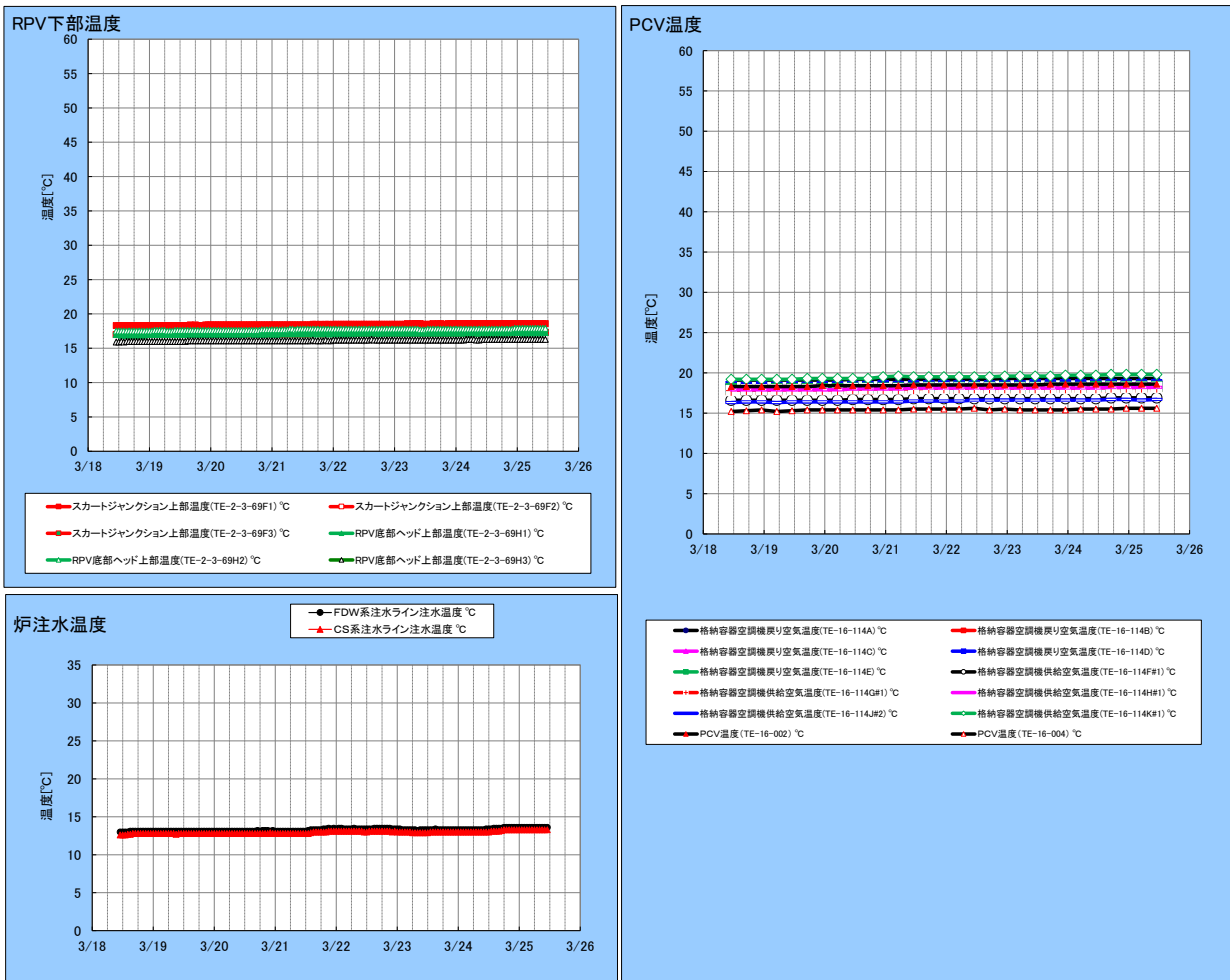 RPV下部温度
60
55
50
45
40
35
30
25
20
15
10
5
0
温度[℃]
3/18 3/19 3/20 3/21 3/22 3/23 3/24 3/25 3/26
スカートジャンクション上部温度(TE-2-3-69F1) ℃ スカートジャンクション上部温度(TE-2-3-69F2) ℃
スカートジャンクション上部温度(TE-2-3-69F3) ℃ RPV底部ヘッド上部温度(TE-2-3-69H1) ℃
RPV底部ヘッド上部温度(TE-2-3-69H2) ℃ RPV底部ヘッド上部温度(TE-2-3-69H3) ℃
炉注水温度
FDW系注水ライン注水温度 ℃
CS系注水ライン注水温度 ℃
35
30
25
20
15
10
5
0
温度[℃]
3/18 3/19 3/20 3/21 3/22 3/23 3/24 3/25 3/26
PCV温度
60
55
50
45
40
35
30
25
20
15
10
5
0
温度[℃]
3/18 3/19 3/20 3/21 3/22 3/23 3/24 3/25 3/26
格納容器空調機戻り空気温度(TE-16-114A) ℃ 格納容器空調機戻り空気温度(TE-16-114B) ℃
格納容器空調機戻り空気温度(TE-16-114C) ℃ 格納容器空調機戻り空気温度(TE-16-114D) ℃
格納容器空調機戻り空気温度(TE-16-114E) ℃ 格納容器空調機供給空気温度(TE-16-114F#1) ℃
格納容器空調機供給空気温度(TE-16-114G#1) ℃ 格納容器空調機供給空気温度(TE-16-114H#1) ℃
格納容器空調機供給空気温度(TE-16-114J#2) ℃ 格納容器空調機供給空気温度(TE-16-114K#1) ℃
PCV温度(TE-16-002) ℃ PCV温度(TE-16-004) ℃